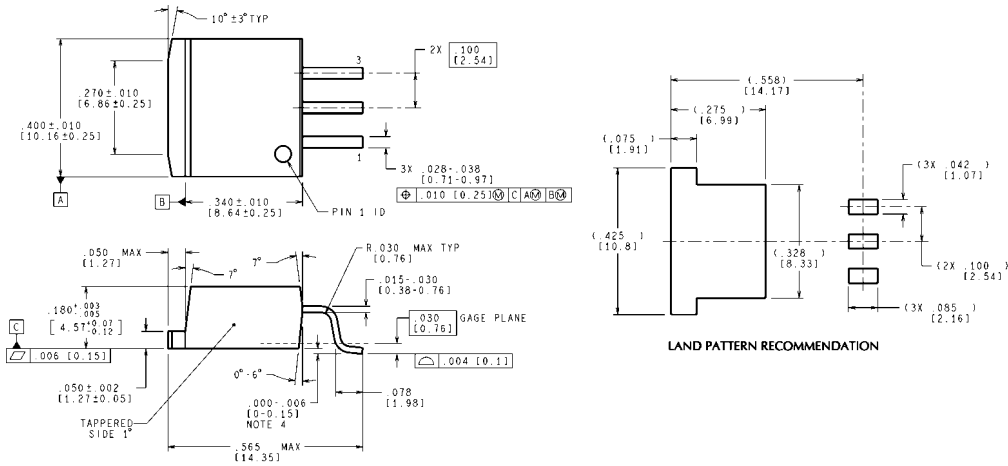 10° ±3° TYP
2X .100
[2.54]
3
.270±.010
[6.86±0.25]
.400±.010
[10.16±0.25]
1
3X .028-.038
[0.71-0.97]
⌖ .010 [0.25]Ⓜ C AⓂ BⓂ
A
B
.340±.010
[8.64±0.25]
PIN 1 ID
.050 MAX
[1.27]
7°
7°
R.030 MAX TYP
[0.76]
.015-.030
[0.38-0.76]
.180+.003
-.005
[4.57+0.07
-0.12]
.030
[0.76]
GAGE PLANE
C
▱ .006 [0.15]
⌓ .004 [0.1]
.050±.002
[1.27±0.05]
0°-6°
.000-.006
[0-0.15]
NOTE 4
.078
[1.98]
TAPPERED
SIDE 1°
.565 MAX
[14.35]
(.558)
[14.17]
(.275)
[6.99]
(.075)
[1.91]
(3X .042)
[1.07]
(.425)
[10.8]
(.328)
[8.33]
(2X .100)
[2.54]
(3X .085)
[2.16]
LAND PATTERN RECOMMENDATION